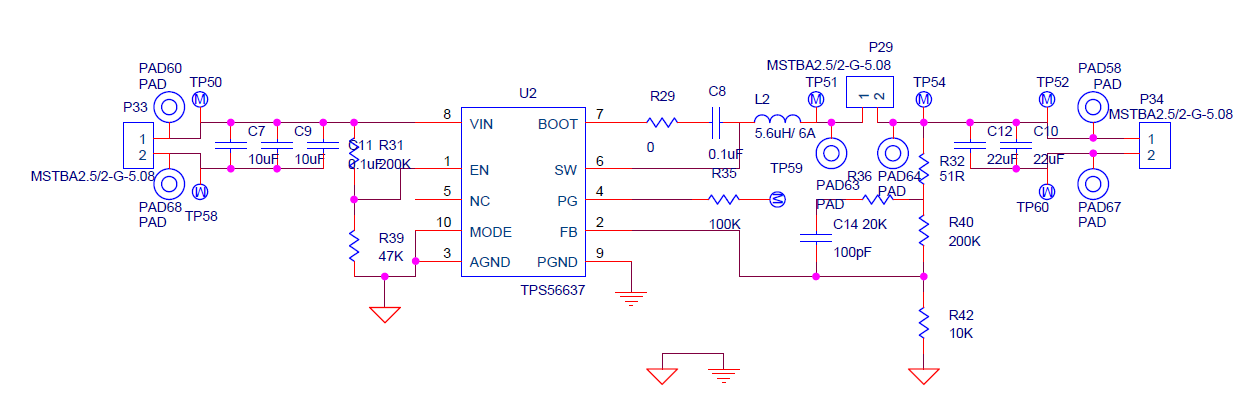 P29
MSTBA2.5/2-G-5.08
PAD60
PAD
TP50
TP51
TP54
TP52
PAD58
PAD
M
M
M
M
P33
U2
R29
C8
L2
1 2
P34
MSTBA2.5/2-G-5.08
1
2
C7
10uF
C9
10uF
C11
0.1uF
R31
200K
8
VIN
BOOT
7
0
0.1uF
5.6uH/ 6A
C12
22uF
C10
22uF
1
2
MSTBA2.5/2-G-5.08
1
EN
SW
6
R35
TP59
R36
R32
51R
PAD68
PAD
TP58
M
5
NC
PG
4
100K
M
PAD63
PAD
PAD64
PAD
TP60
M
PAD67
PAD
10
MODE
FB
2
C14
100pF
20K
R40
200K
R39
47K
3
AGND
PGND
9
TPS56637
R42
10K